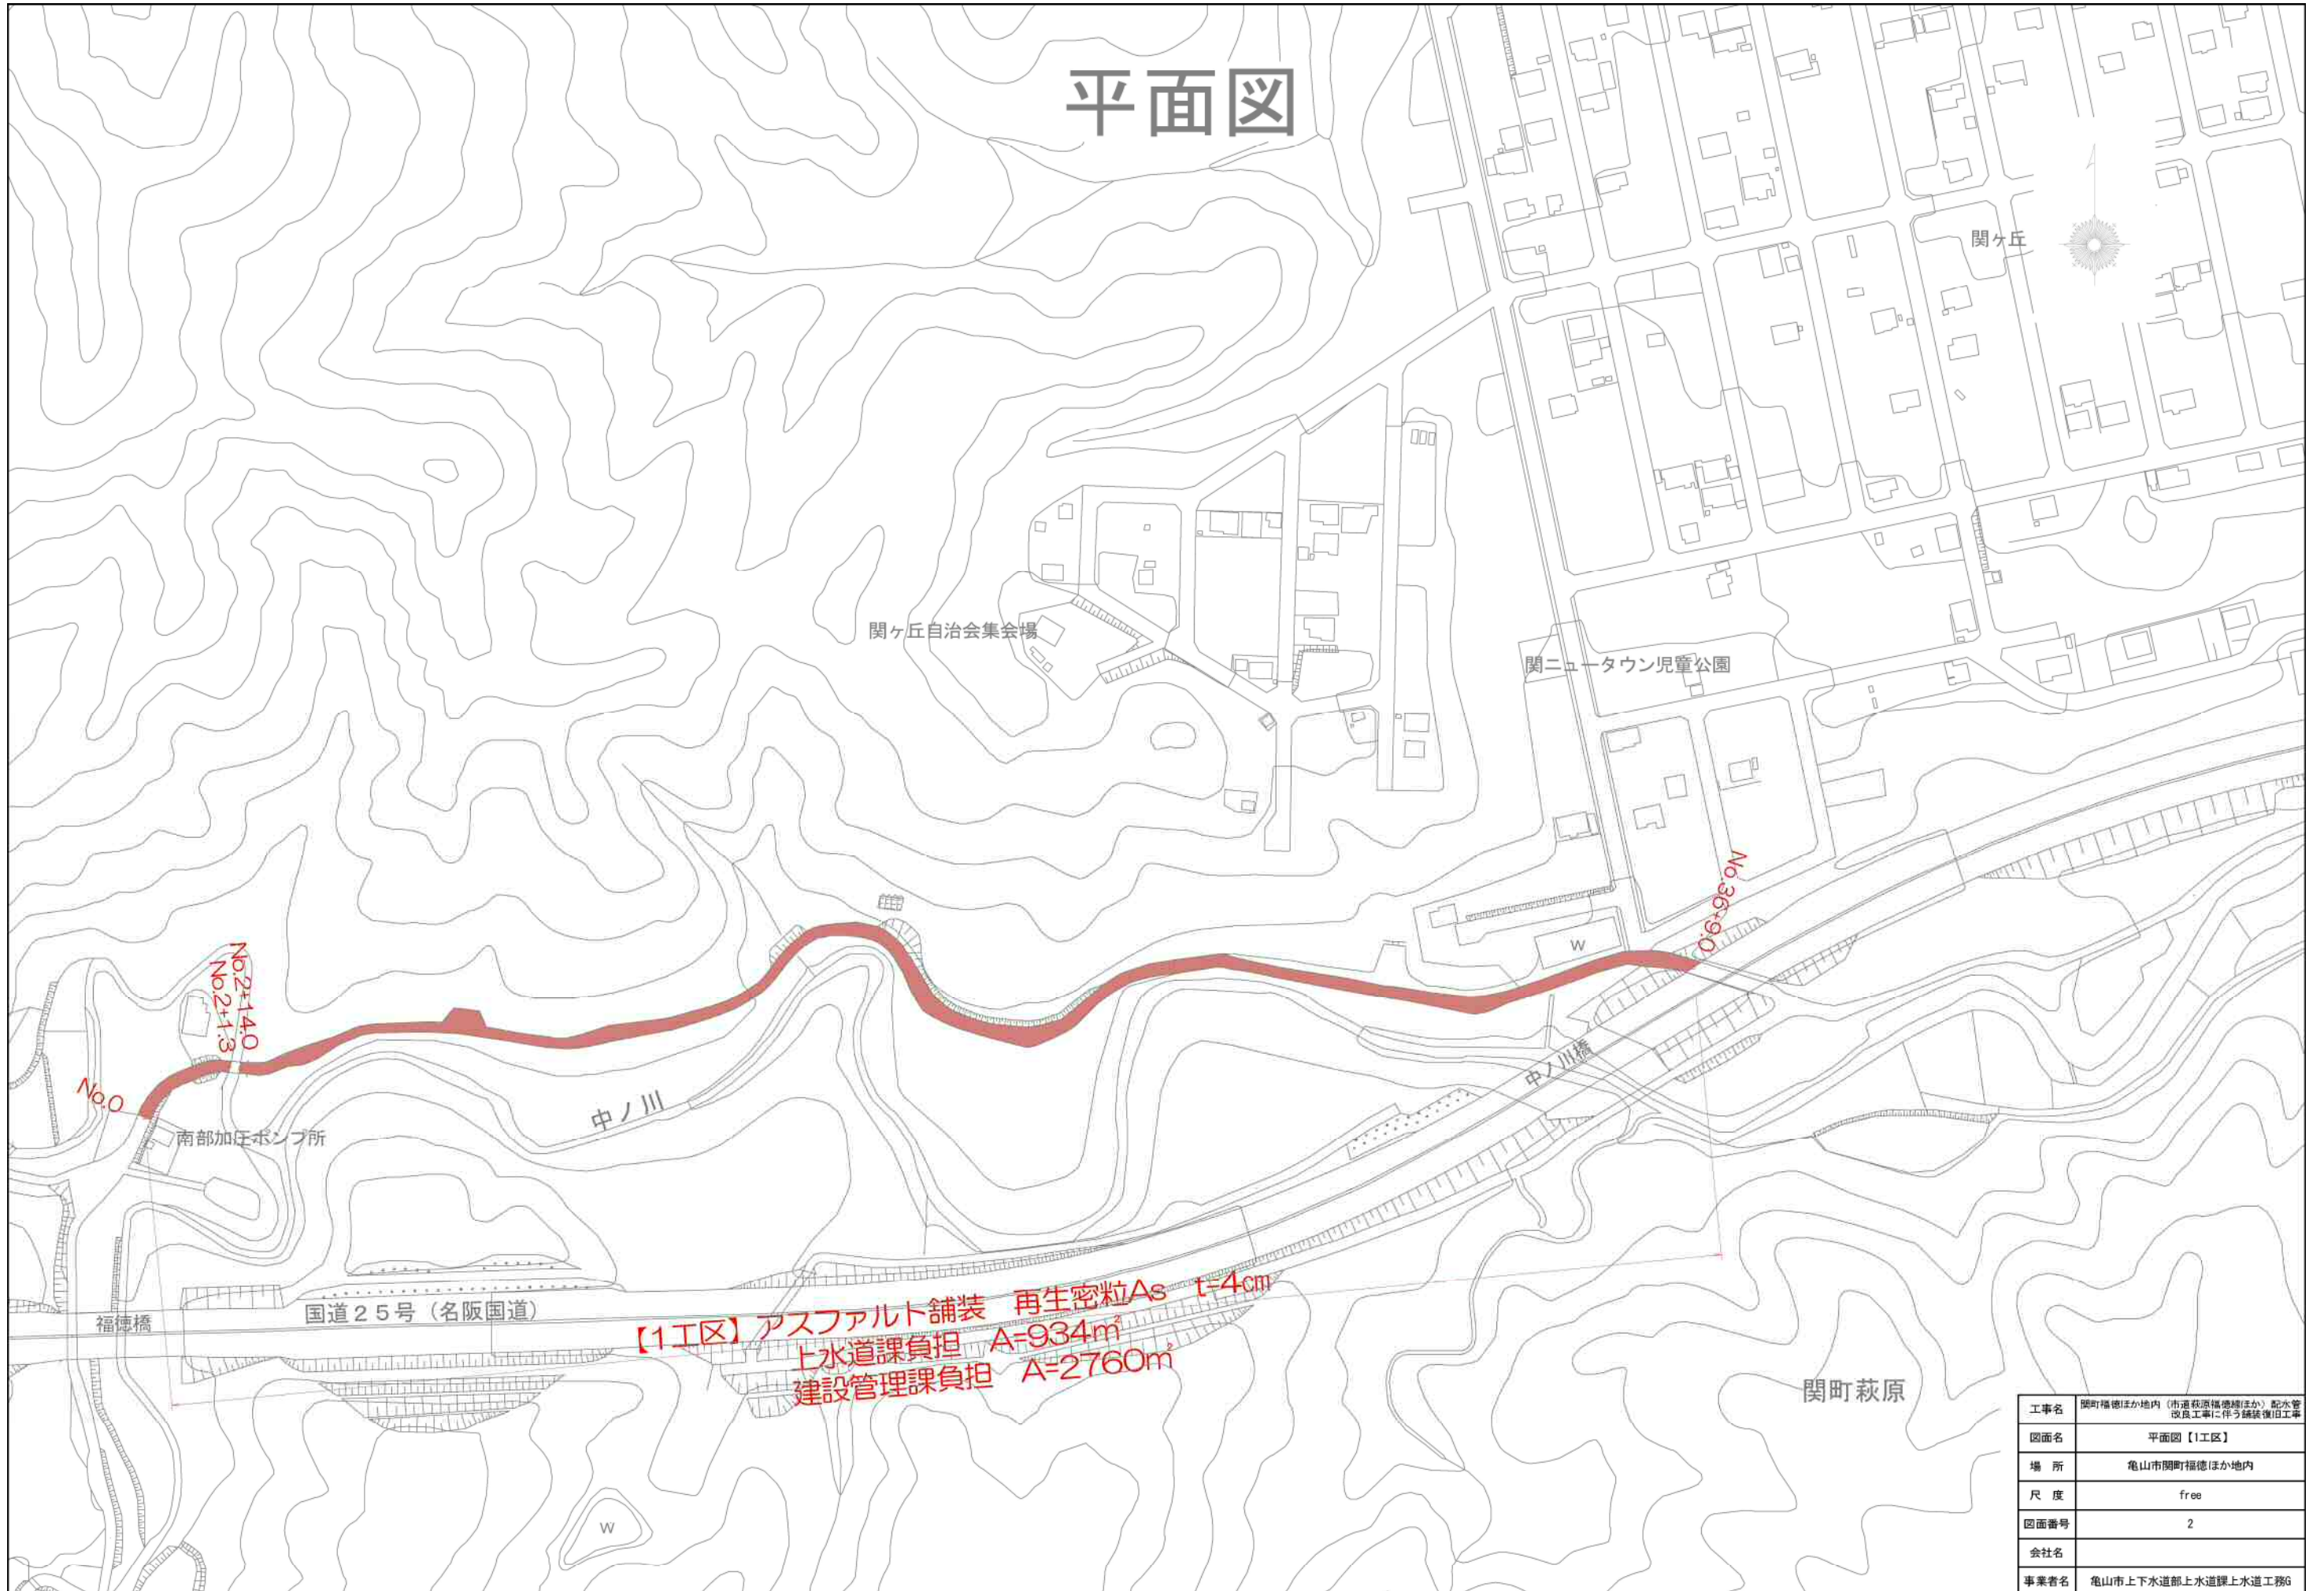 平面図
関ヶ丘
関ヶ丘自治会集会場
関ニュータウン児童公園
No.36+9.0
W
No.2+14.0
No.2+1.3
No.0
南部加圧ポンプ所
中ノ川
中ノ川橋
国道25号（名阪国道）
福徳橋
【1工区】アスファルト舗装 再生密粒As t=4cm
上水道課負担 A=934㎡
建設管理課負担 A=2760㎡
関町萩原
W
工事名 関町福徳ほか地内（市道萩原福徳線ほか）配水管
改良工事に伴う舗装復旧工事
図面名 平面図【1工区】
場 所 亀山市関町福徳ほか地内
尺 度 free
図面番号 2
会社名
事業者名 亀山市上下水道部上水道課上水道工務G